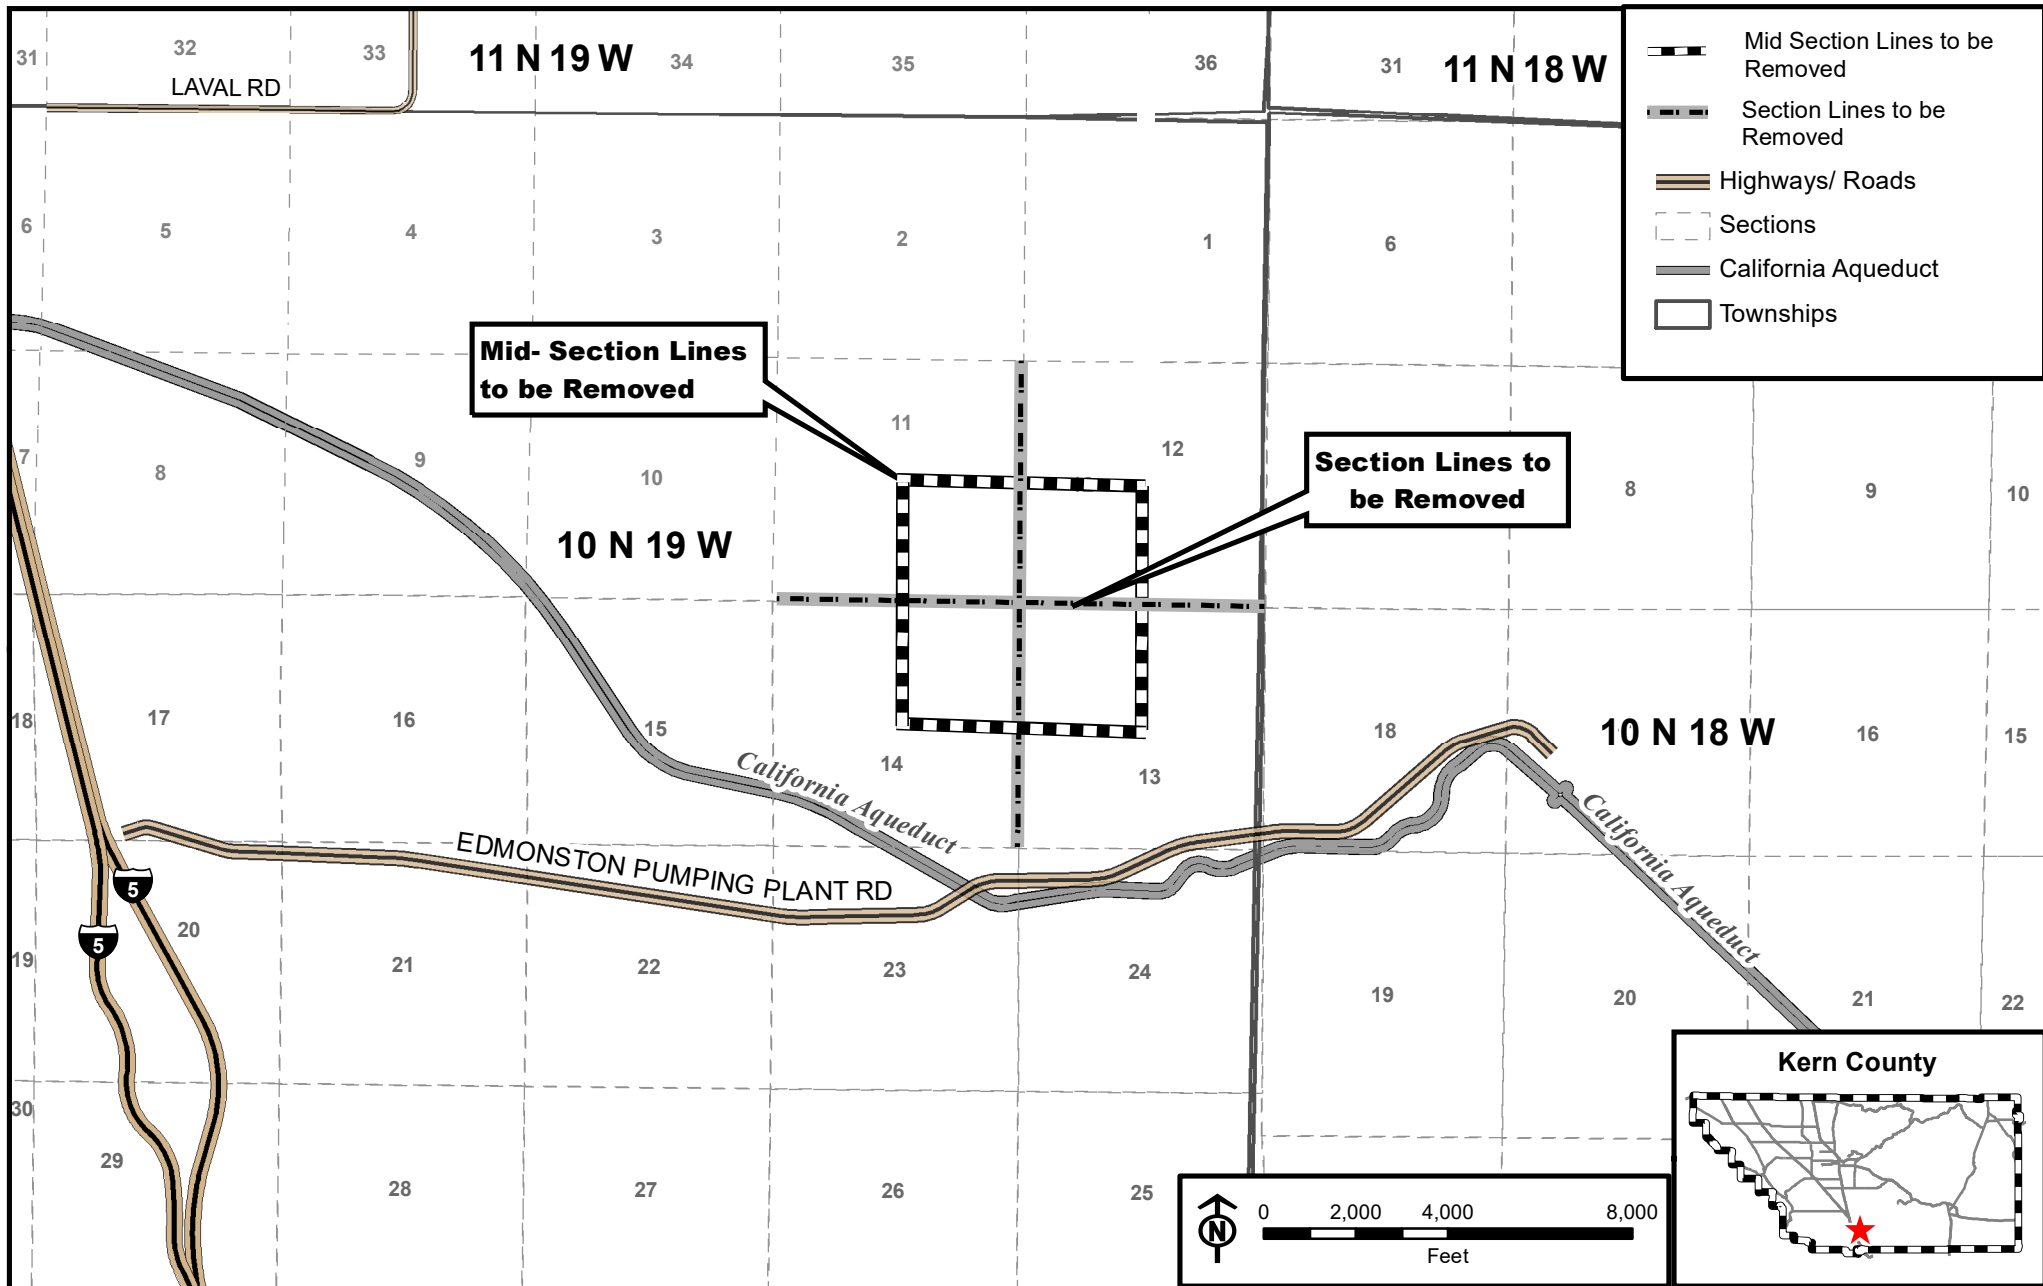 31
32
33
11 N 19 W
34
35
36
31
11 N 18 W
LAVAL RD
Mid Section Lines to be
Removed
Section Lines to be
Removed
Highways/ Roads
Sections
California Aqueduct
Townships
6
5
4
3
2
1
6
Mid- Section Lines
to be Removed
Section Lines to
be Removed
7
8
9
10
11
12
8
9
10
10 N 19 W
18
17
16
15
14
13
18
10 N 18 W
16
15
California Aqueduct
California Aqueduct
EDMONSTON PUMPING PLANT RD
5
5
19
20
21
22
23
24
19
20
21
22
30
29
28
27
26
25
N
0 2,000 4,000 8,000
Feet
Kern County